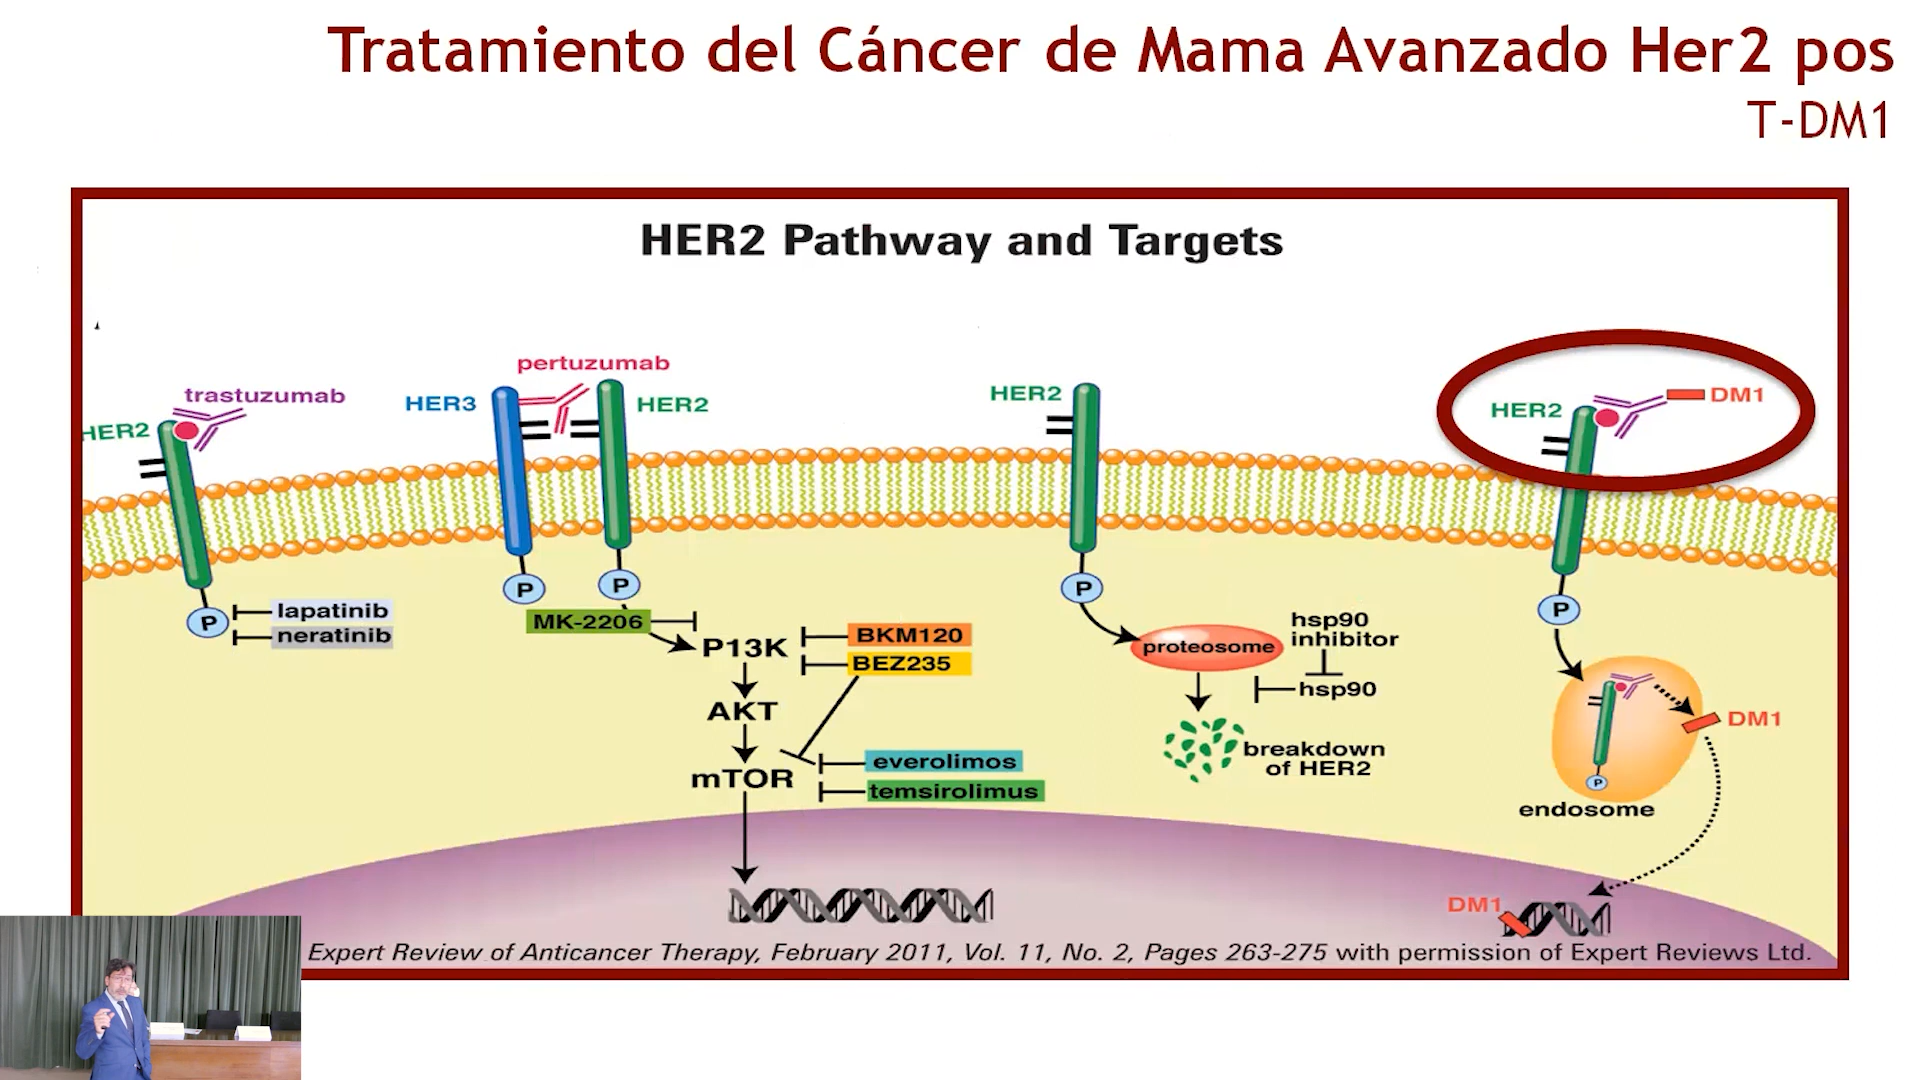 Tratamiento del Cáncer de Mama Avanzado Her2 pos
T-DM1
HER2 Pathway and Targets
pertuzumab
trastuzumab
HER3
HER2
HER2
HER2
HER2
DM1
P
P
P
P
P
lapatinib
neratinib
MK-2206
P13K
BKM120
BEZ235
AKT
mTOR
everolimos
temsirolimus
proteosome
hsp90
inhibitor
hsp90
breakdown
of HER2
DM1
P
endosome
DM1
Expert Review of Anticancer Therapy, February 2011, Vol. 11, No. 2, Pages 263-275 with permission of Expert Reviews Ltd.